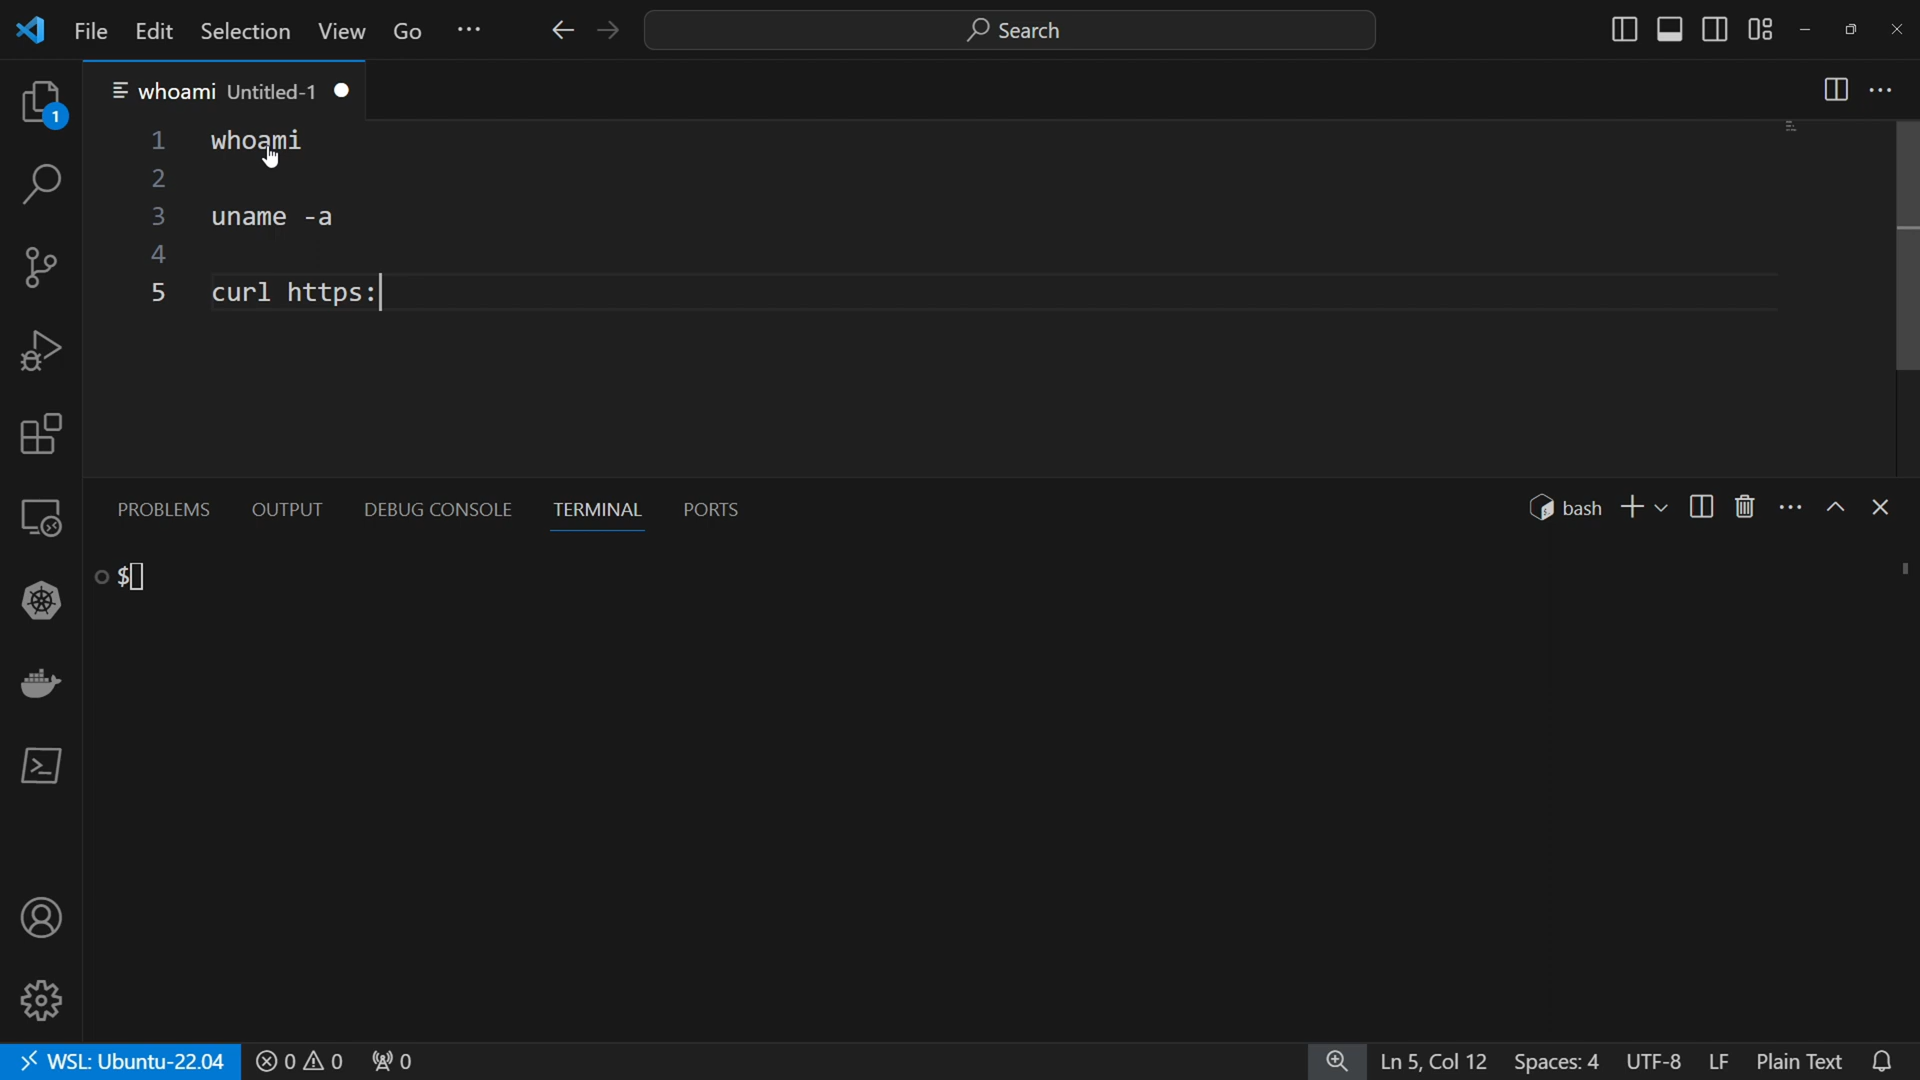 File Edit Selection View Go ··· Search
whoami Untitled-1
1
1 whoami
2
3 uname -a
4
5 curl https:
PROBLEMS OUTPUT DEBUG CONSOLE TERMINAL PORTS bash
$
WSL: Ubuntu-22.04 0 0 0 Ln 5, Col 12 Spaces: 4 UTF-8 LF Plain Text